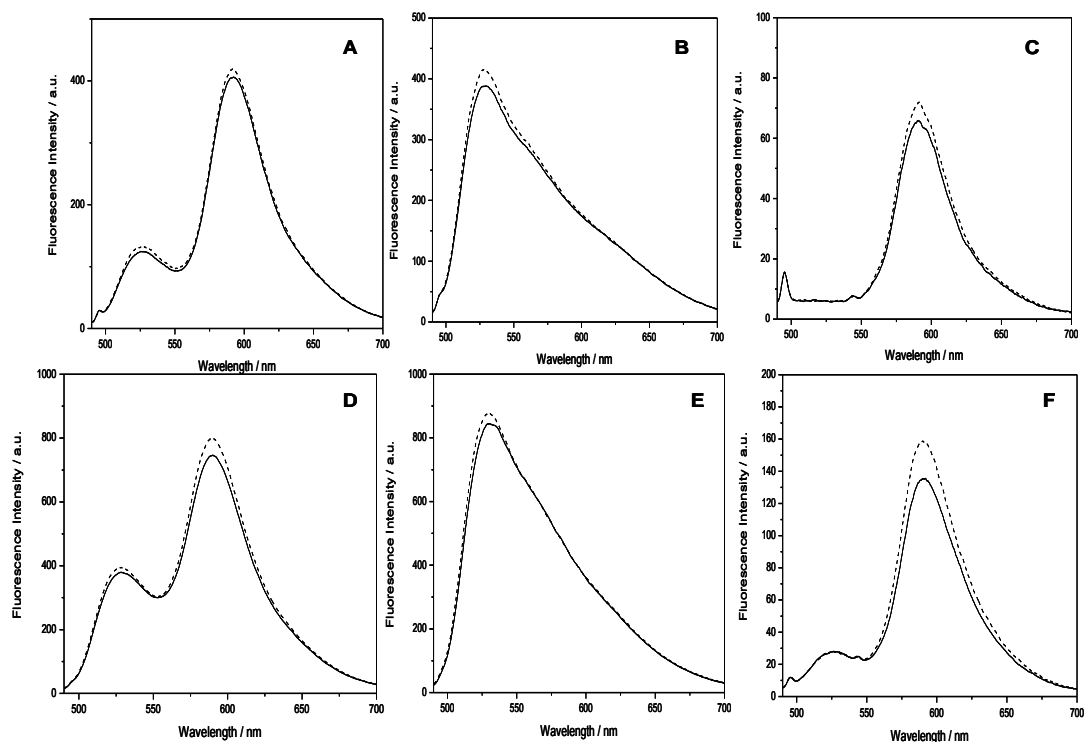 A
Fluorescence Intensity / a.u.
400
200
0
500 550 600 650 700
Wavelength / nm
B
Fluorescence Intensity / a.u.
500
400
300
200
100
0
500 550 600 650 700
Wavelength / nm
C
Fluorescence Intensity / a.u.
100
80
60
40
20
0
500 550 600 650 700
Wavelength / nm
D
Fluorescence Intensity / a.u.
1000
800
600
400
200
0
500 550 600 650 700
Wavelength / nm
E
Fluorescence Intensity / a.u.
1000
800
600
400
200
0
500 550 600 650 700
Wavelength / nm
F
Fluorescence Intensity / a.u.
200
180
160
140
120
100
80
60
40
20
0
500 550 600 650 700
Wavelength / nm